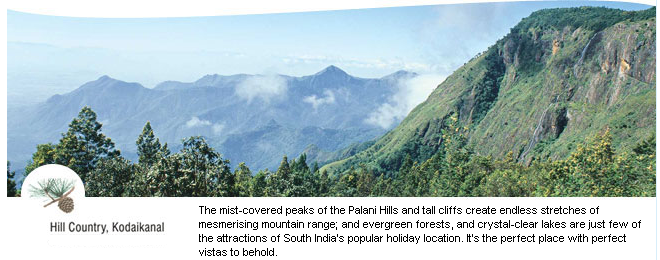 Hill Country, Kodaikanal
The mist-covered peaks of the Palani Hills and tall cliffs create endless stretches of
mesmerising mountain range; and evergreen forests, and crystal-clear lakes are just few of
the attractions of South India's popular holiday location. It's the perfect place with perfect
vistas to behold.